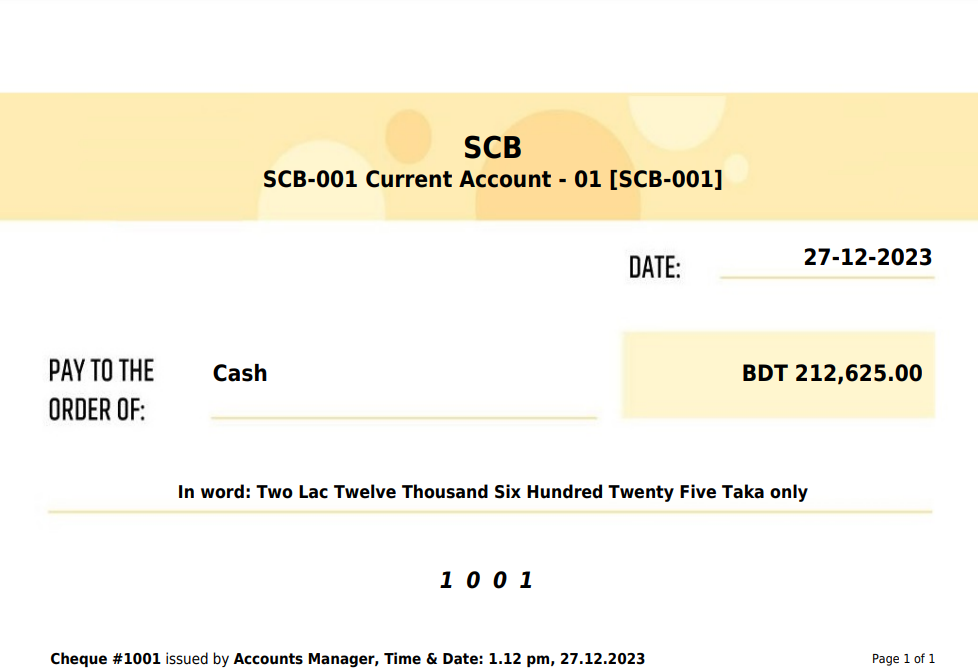 SCB
SCB-001 Current Account - 01 [SCB-001]
DATE: 27-12-2023
PAY TO THE
ORDER OF:
Cash
BDT 212,625.00
In word: Two Lac Twelve Thousand Six Hundred Twenty Five Taka only
1 0 0 1
Cheque #1001 issued by Accounts Manager, Time & Date: 1.12 pm, 27.12.2023
Page 1 of 1